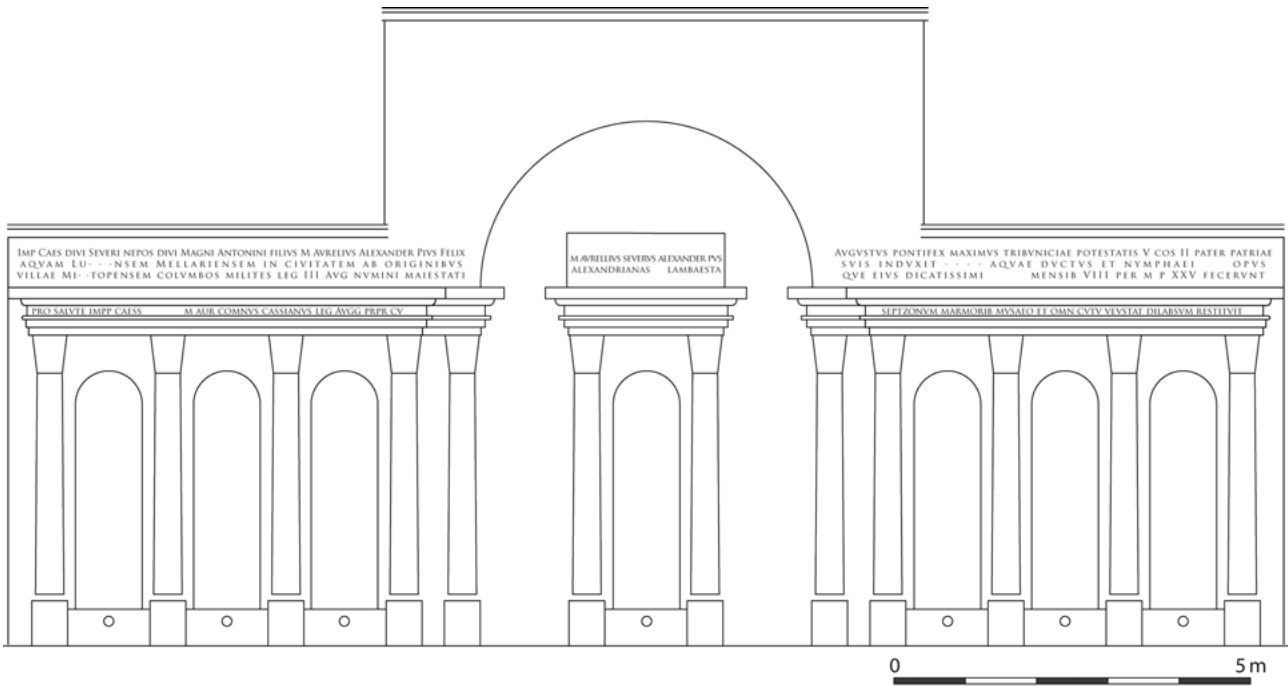 IMP CAES DIVI SEVERI NEPOS DIVI MAGNI ANTONINI FILIVS M AVRELIVS ALEXANDER PIVS FELIX
AQVAM LU· · ·NSEM MELLARIENSEM IN CIVITATEM AB ORIGINIBVS
VILLAE MI· ·TOPENSEM COLVMBOS MILITES LEG III AVG NVMINI MAIESTATI
M AVRELLIVS SEVERVS ALEXANDER PVS
ALEXANDRIANAS LAMBAESTA
AVGVSTVS PONTIFEX MAXIMVS TRIBVNICIAE POTESTATIS V COS II PATER PATRIAE
SVIS INDVXIT · · · · AQVAE DVCTVS ET NYMPHAEI OPVS
QVE EIVS DICATISSIMI MENSIB VIII PER M P XXV FECERVNT
PRO SALVTE IMPP CAESS M AUR COMNVS CASSIANVS LEG AVGG PRPR CV
SEPTZONVM MARMORIB MVSAEO ET OMN CVTV VEVSTAT DILABSVM RESTITVIT
0 5 m